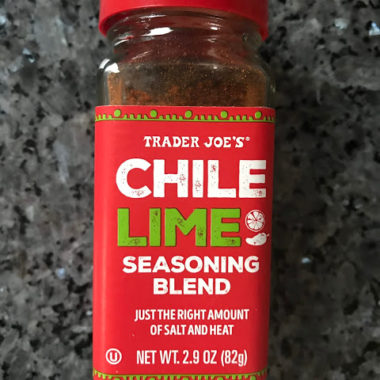 TRADER JOE'S®
CHILE
LIME
SEASONING
BLEND
JUST THE RIGHT AMOUNT
OF SALT AND HEAT
U NET WT. 2.9 OZ (82g)